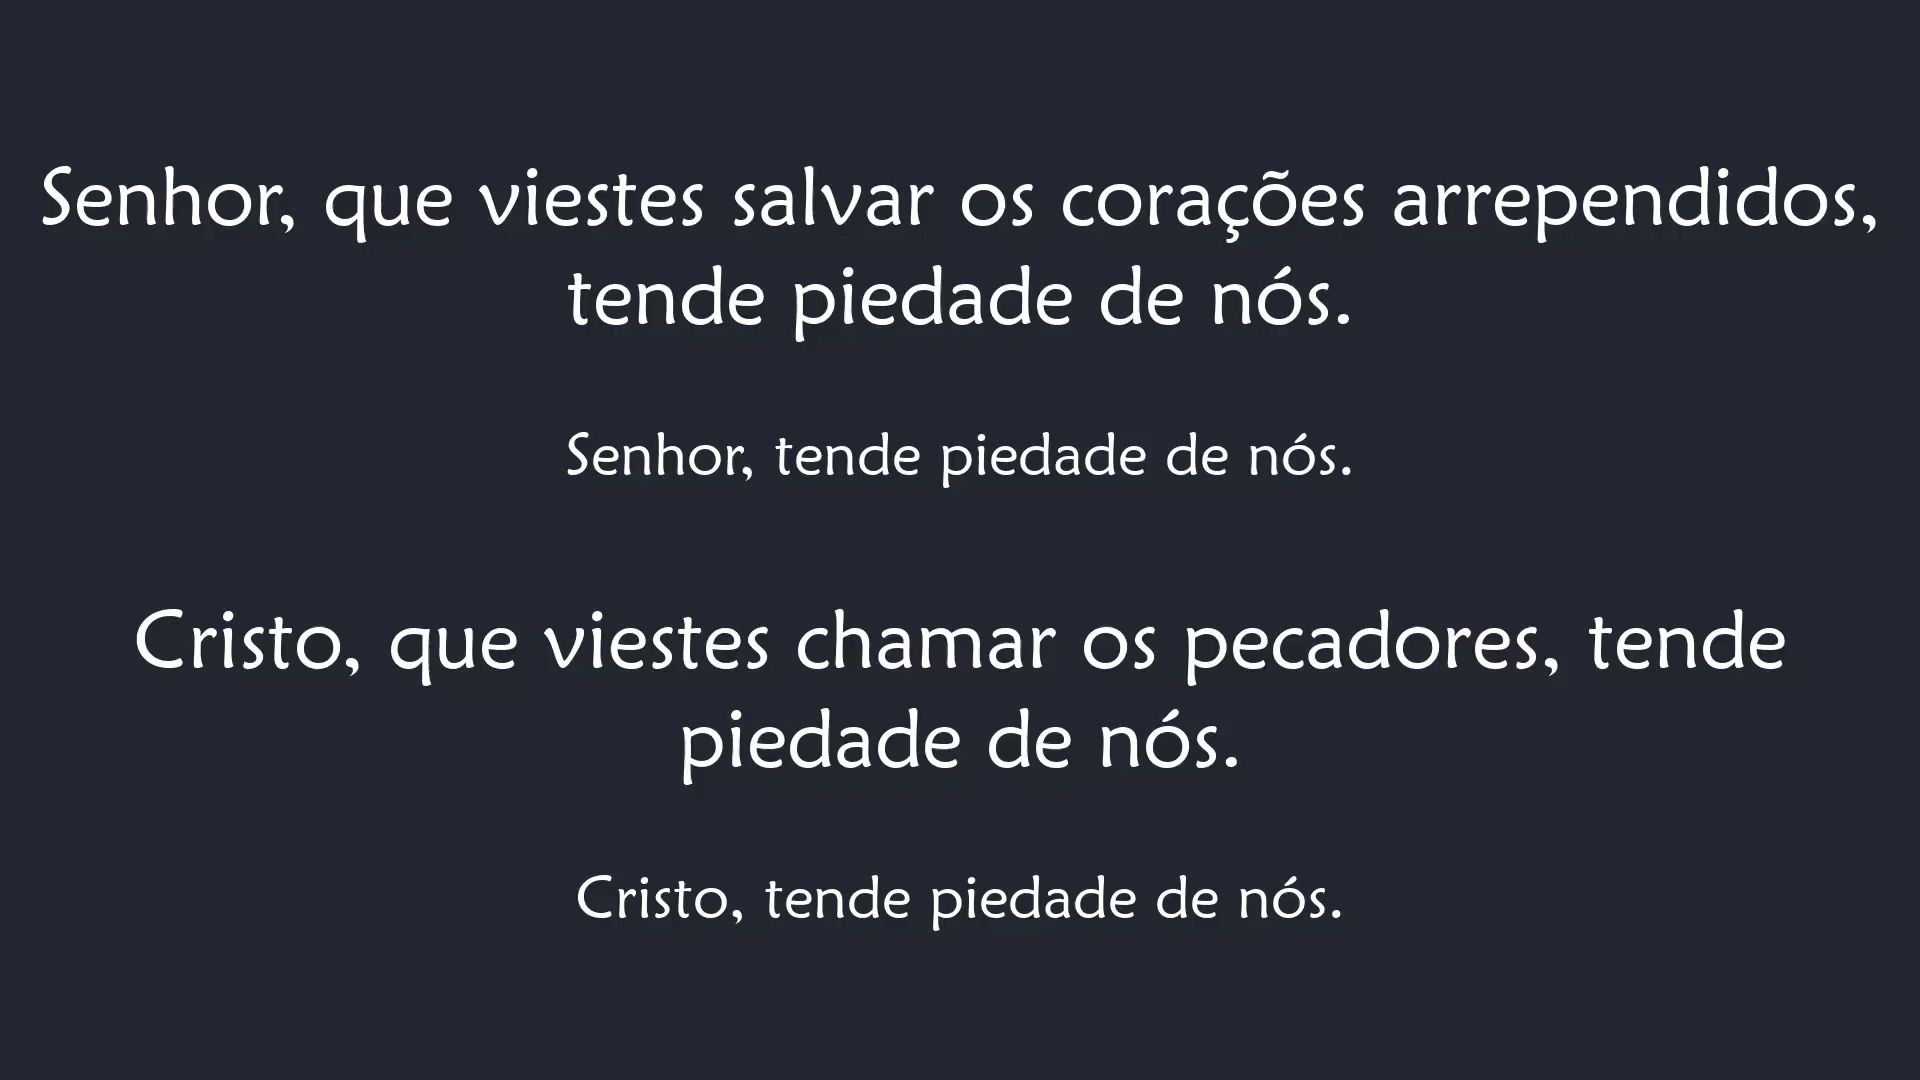 Senhor, que viestes salvar os corações arrependidos,
tende piedade de nós.
Senhor, tende piedade de nós.
Cristo, que viestes chamar os pecadores, tende
piedade de nós.
Cristo, tende piedade de nós.